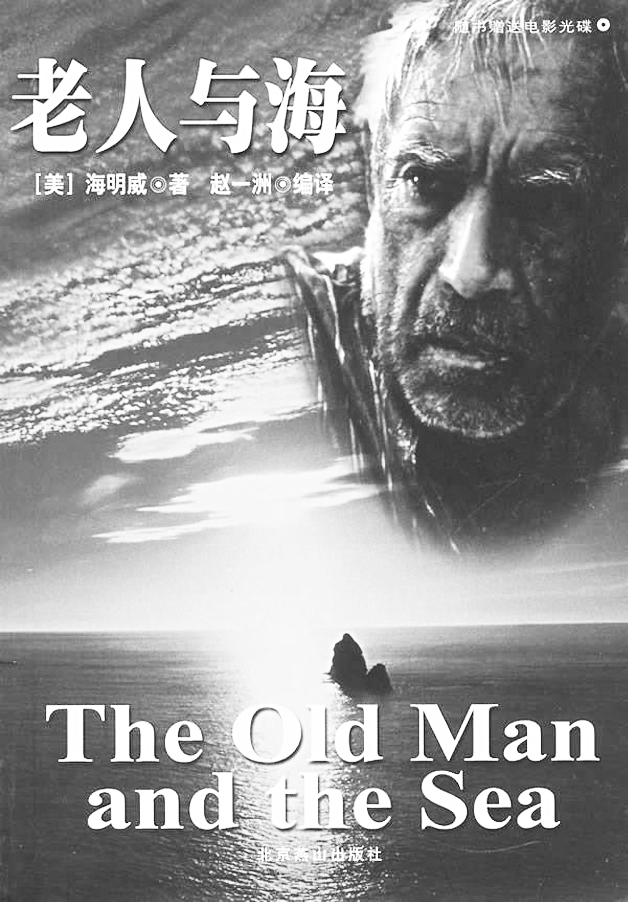 随书赠送电影光碟
老人与海
[美] 海明威◎著 赵一洲◎编译
The Old Man
and the Sea
北京燕山出版社